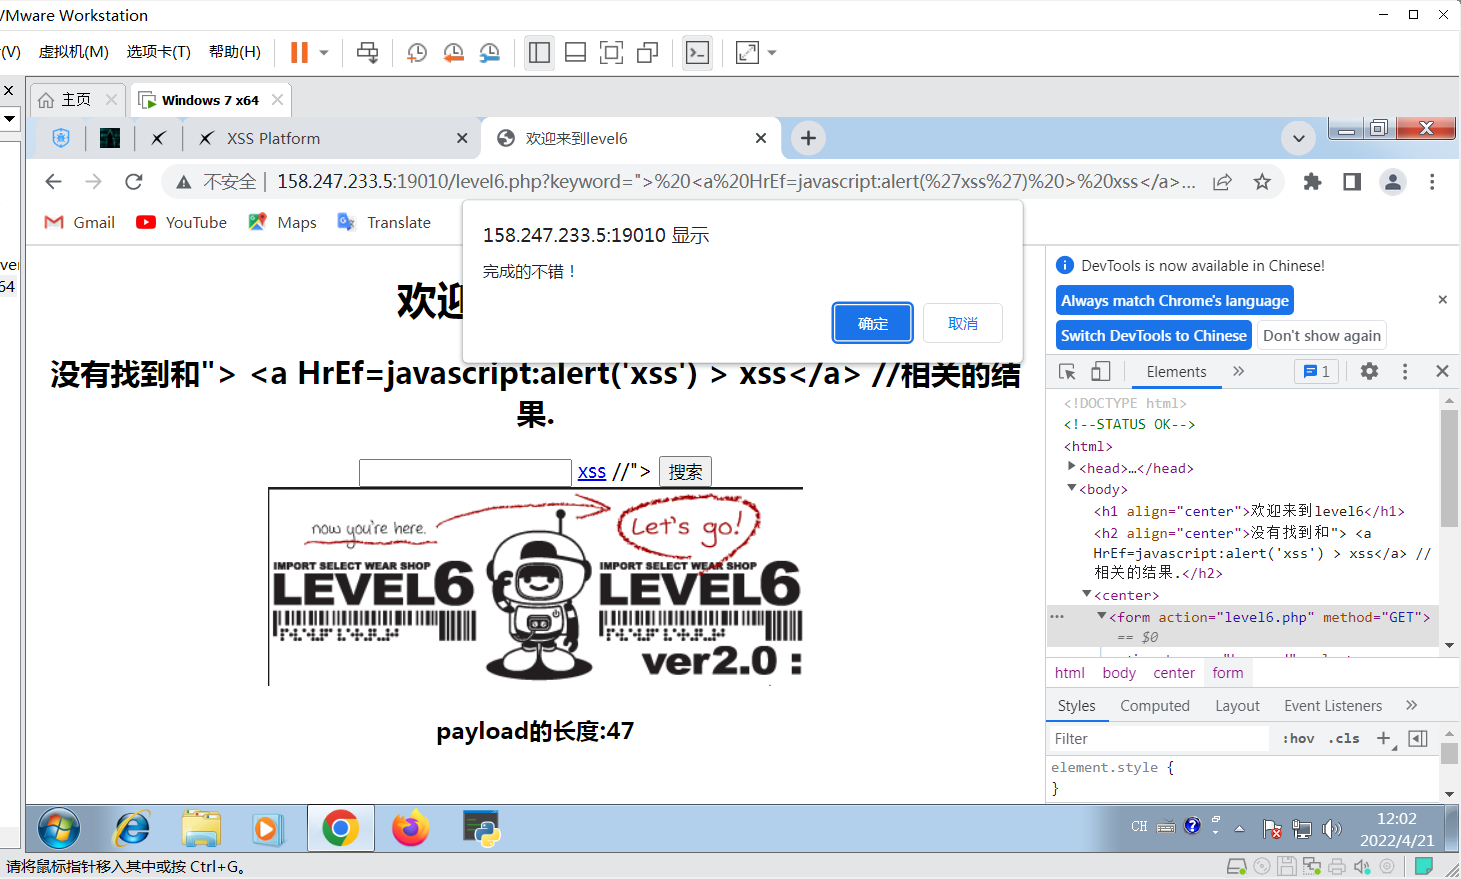 VMware Workstation
(V) 虚拟机(M) 选项卡(T) 帮助(H)
主页
Windows 7 x64
XSS Platform
欢迎来到level6
不安全 158.247.233.5:19010/level6.php?keyword=">%20<a%20HrEf=javascript:alert(%27xss%27)%20>%20xss</a>...
Gmail YouTube Maps Translate
158.247.233.5:19010 显示
完成的不错！
确定 取消
ver
64
欢迎
没有找到和"> <a HrEf=javascript:alert('xss') > xss</a> //相关的结
果.
xss //"> 搜索
now you're here. Let's go!
IMPORT SELECT WEAR SHOP IMPORT SELECT WEAR SHOP
LEVEL6 LEVEL6
ver2.0 :
payload的长度:47
DevTools is now available in Chinese!
Always match Chrome's language
Switch DevTools to Chinese Don't show again
Elements 1
<!DOCTYPE html>
<!--STATUS OK-->
<html>
<head>…</head>
<body>
<h1 align="center">欢迎来到level6</h1>
<h2 align="center">没有找到和"> <a
HrEf=javascript:alert('xss') > xss</a> //
相关的结果.</h2>
<center>
<form action="level6.php" method="GET">
== $0
html body center form
Styles Computed Layout Event Listeners
Filter :hov .cls
element.style {
}
CH
12:02
2022/4/21
请将鼠标指针移入其中或按 Ctrl+G。